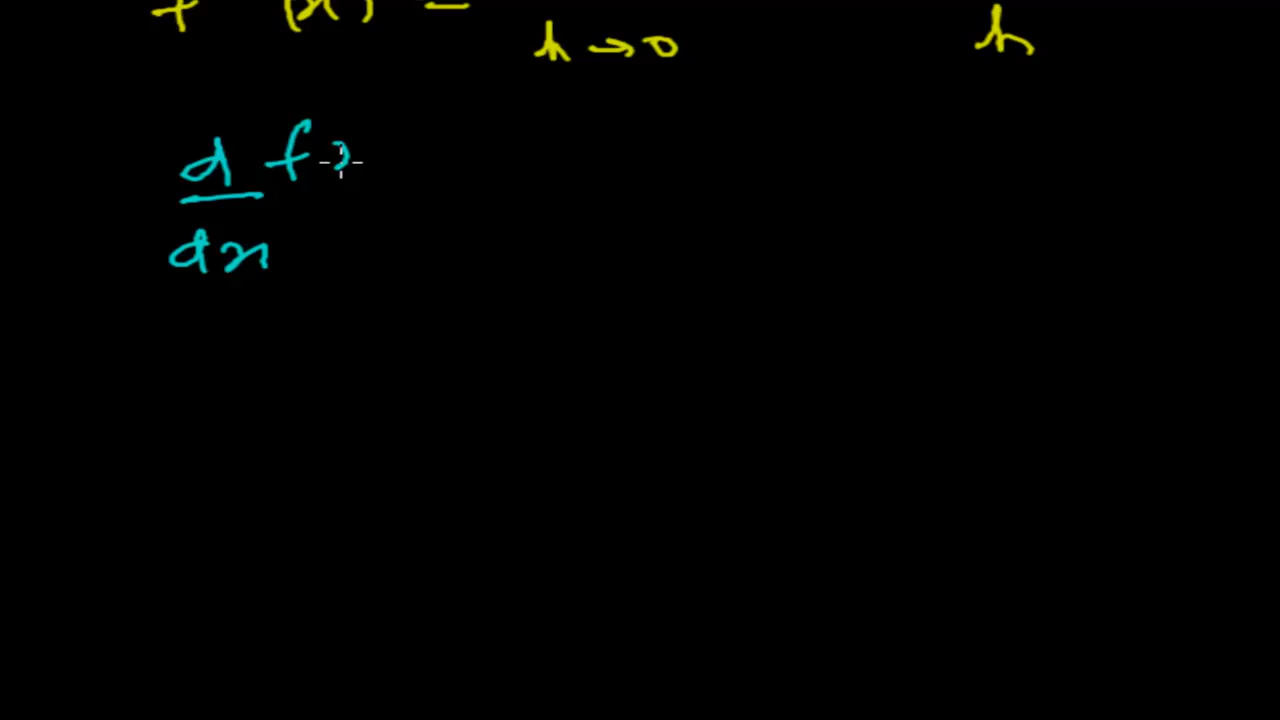 f (x) =
h → 0 h
d f
dx